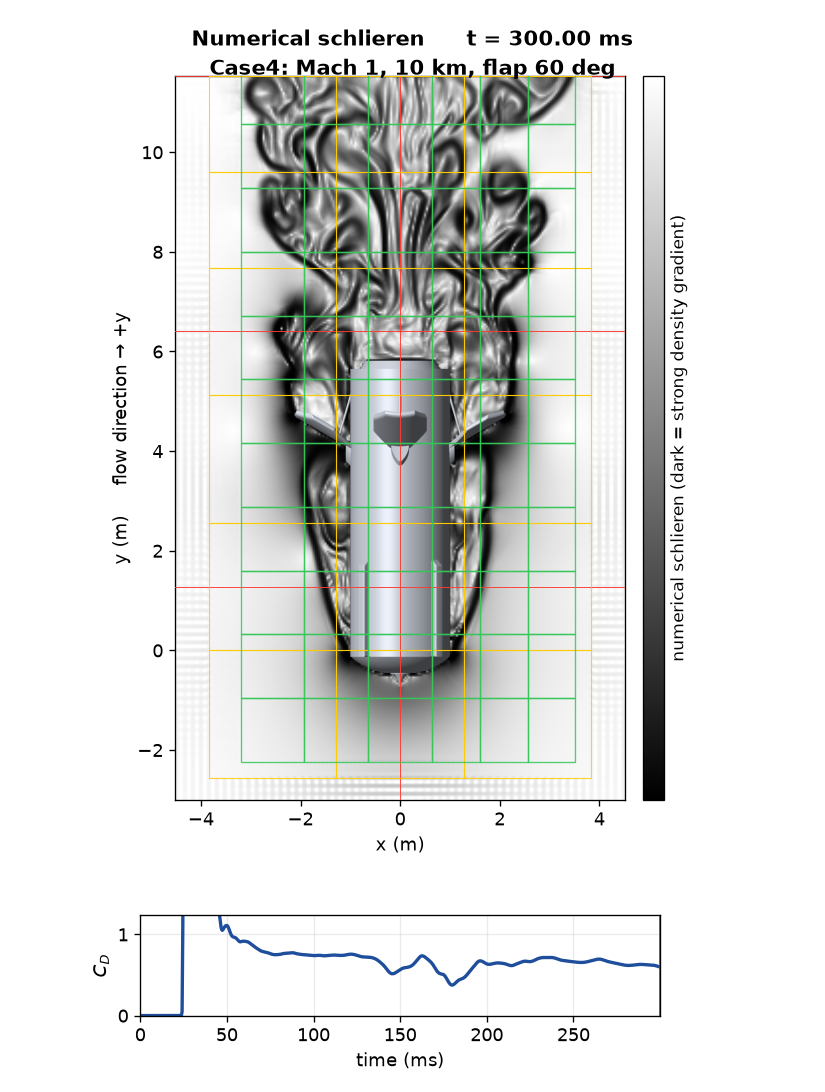 Numerical schlieren t = 300.00 ms
Case4: Mach 1, 10 km, flap 60 deg
10
8
6
4
2
0
−2
y (m) flow direction → +y
−4 −2 0 2 4
x (m)
numerical schlieren (dark = strong density gradient)
1
0
C_D
0 50 100 150 200 250
time (ms)